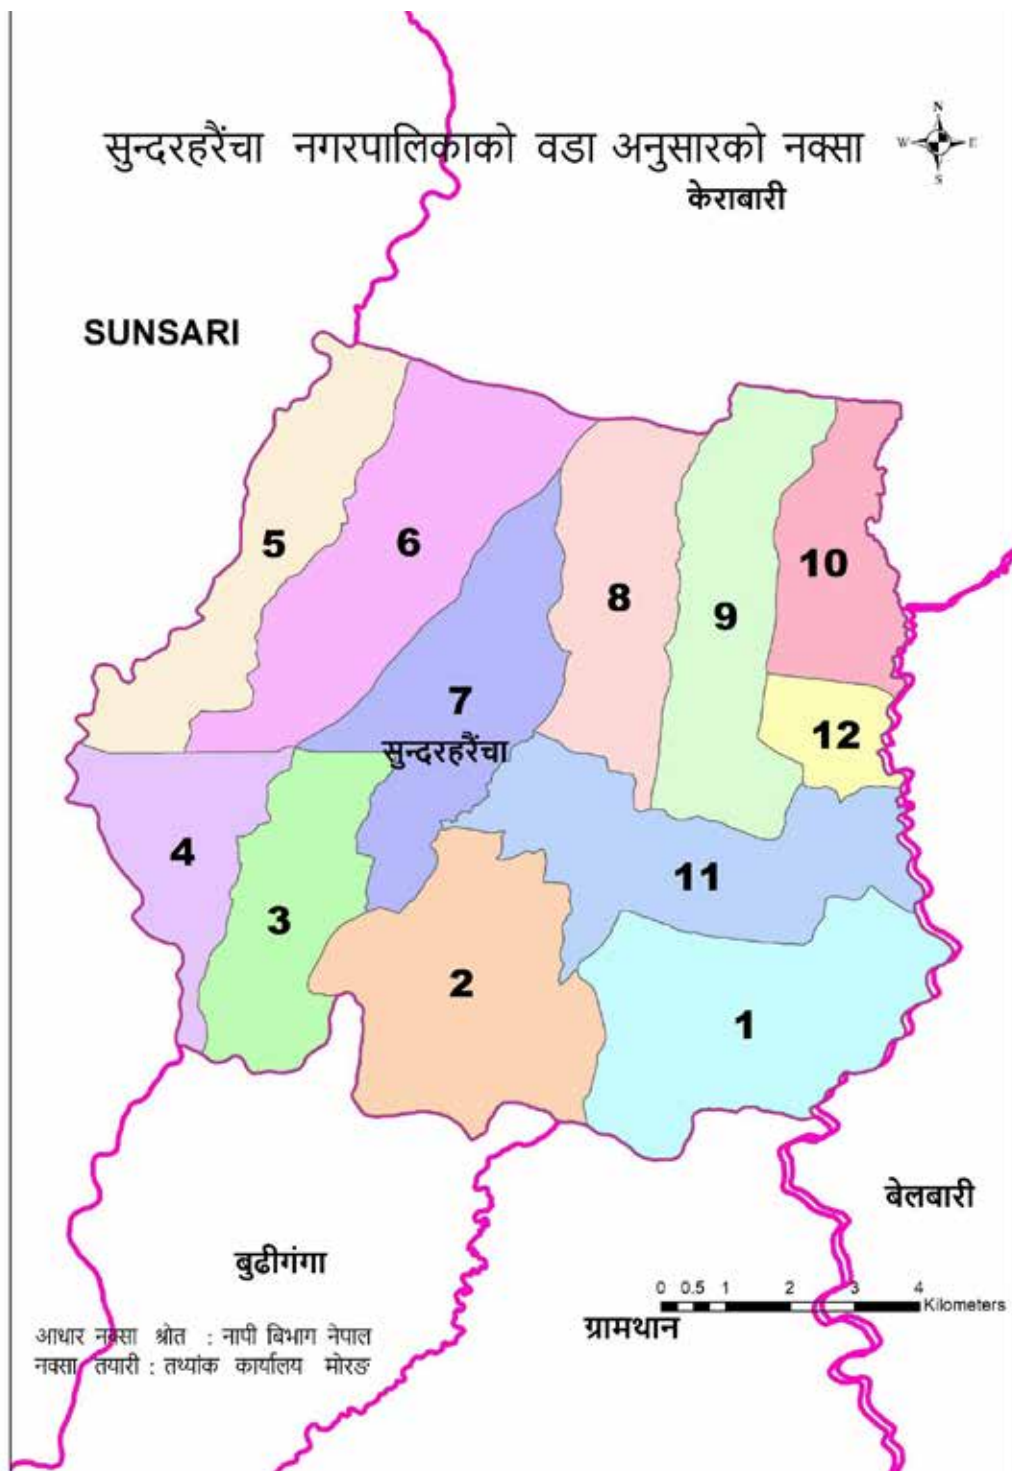 सुन्दरहरैंचा नगरपालिकाको वडा अनुसारको नक्सा
N
W E
S
केराबारी
SUNSARI
5
6
10
8
9
7
12
सुन्दरहरैंचा
4
11
3
2
1
बेलबारी
बुढीगंगा
0 0.5 1 2 3 4
Kilometers
ग्रामथान
आधार नक्सा श्रोत : नापी बिभाग नेपाल
नक्सा तयारी : तथ्यांक कार्यालय मोरङ